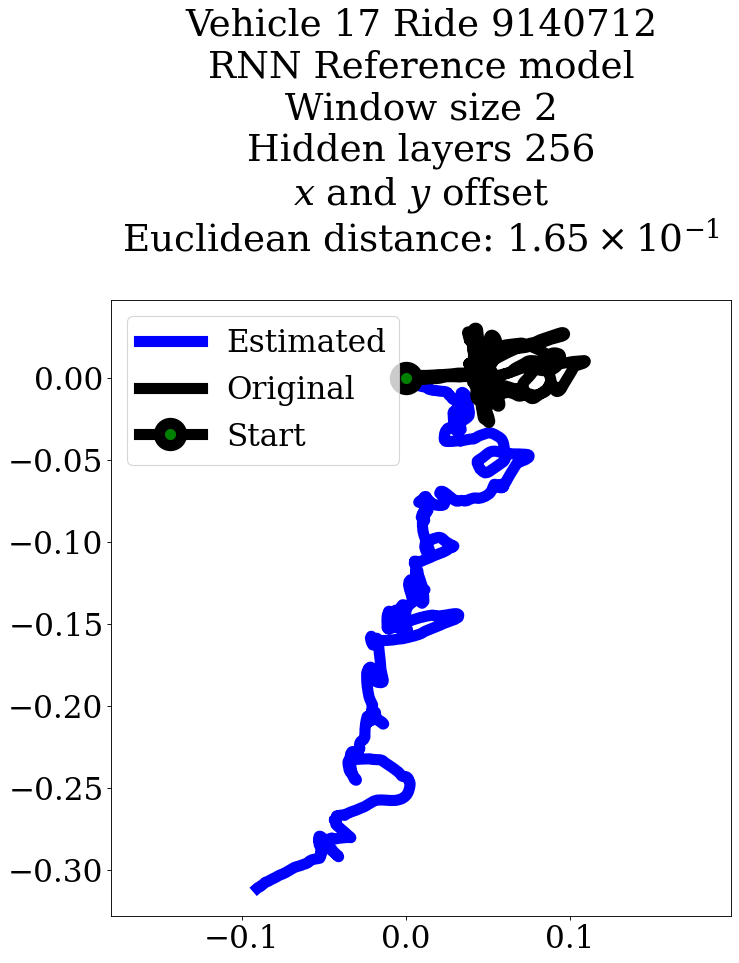 Vehicle 17 Ride 9140712
RNN Reference model
Window size 2
Hidden layers 256
x and y offset
Euclidean distance: 1.65 × 10⁻¹
Estimated
Original
Start
0.00
−0.05
−0.10
−0.15
−0.20
−0.25
−0.30
−0.1 0.0 0.1